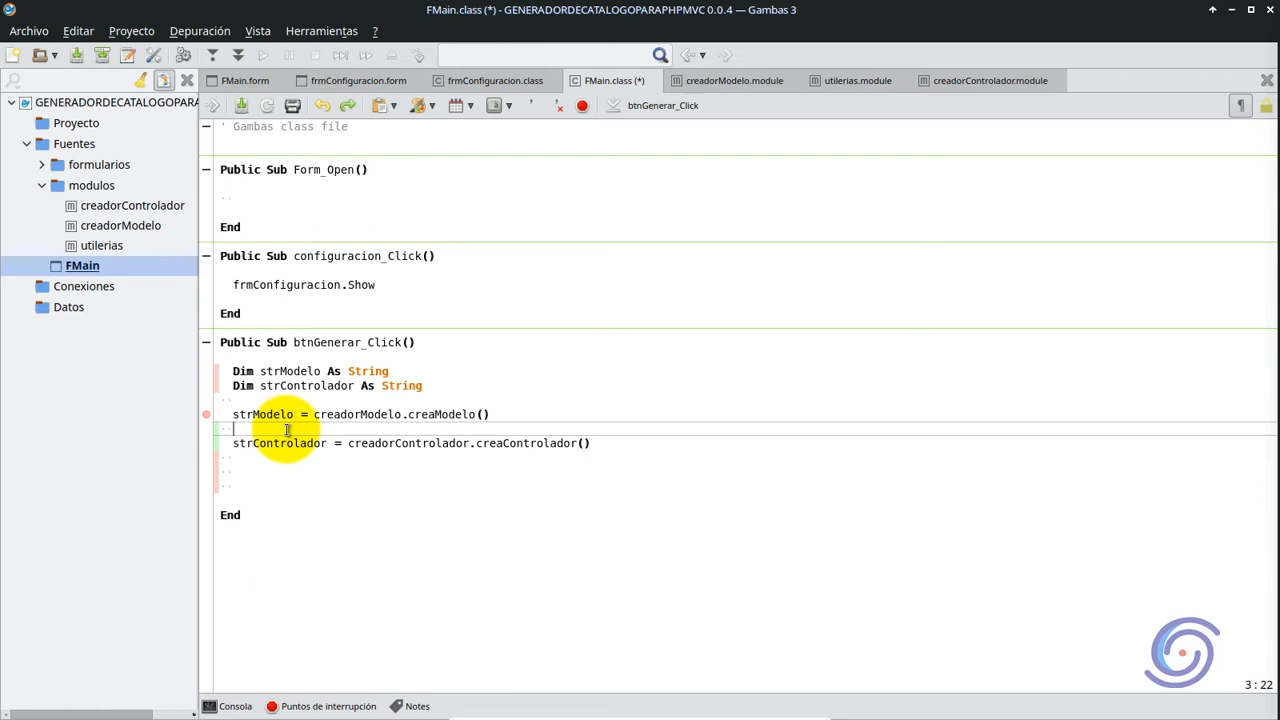 FMain.class (*) - GENERADORDECATALOGOPARAPHPMVC 0.0.4 — Gambas 3
Archivo Editar Proyecto Depuración Vista Herramientas ?
FMain.form frmConfiguracion.form frmConfiguracion.class FMain.class (*) creadorModelo.module utilerias.module creadorControlador.module
btnGenerar_Click
GENERADORDECATALOGOPARA
Proyecto
Fuentes
formularios
modulos
creadorControlador
creadorModelo
utilerias
FMain
Conexiones
Datos
' Gambas class file
Public Sub Form_Open()
End
Public Sub configuracion_Click()
frmConfiguracion.Show
End
Public Sub btnGenerar_Click()
Dim strModelo As String
Dim strControlador As String
strModelo = creadorModelo.creaModelo()
strControlador = creadorControlador.creaControlador()
End
3 : 22
Consola Puntos de interrupción Notes